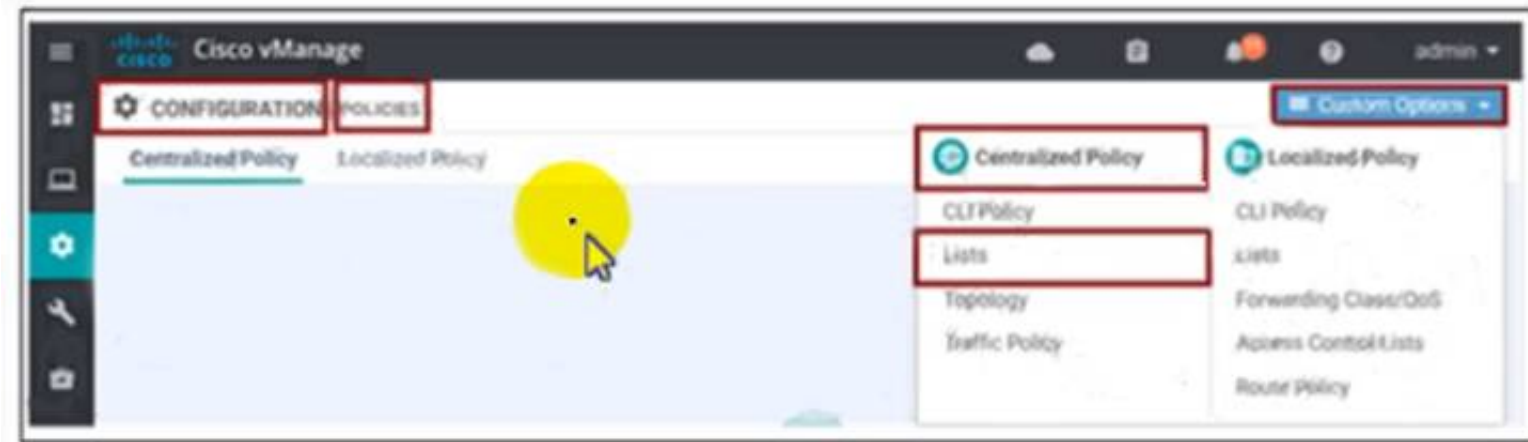 CISCO Cisco vManage admin
CONFIGURATION POLICIES Custom Options
Centralized Policy Localized Policy Centralized Policy Localized Policy
CLI Policy CLI Policy
Lists Lists
Topology Forwarding Class/QoS
Traffic Policy Access Control Lists
Route Policy